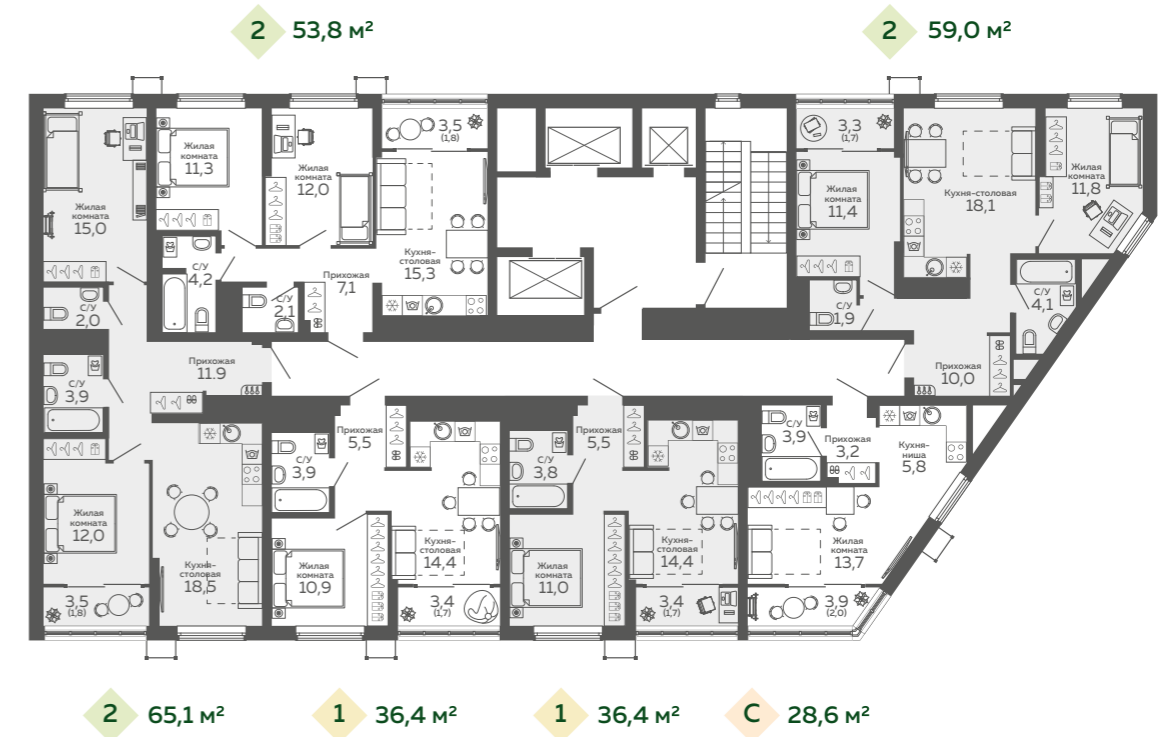 2 53,8 м²
2 59,0 м²
Жилая
комната
15,0
Жилая
комната
11,3
Жилая
комната
12,0
3,5
(1,8)
Кухня-
столовая
15,3
С/У
4,2
С/У
2,1
Прихожая
7,1
3,3
(1,7)
Жилая
комната
11,4
Кухня-столовая
18,1
Жилая
комната
11,8
С/У
1,9
С/У
4,1
Прихожая
10,0
С/У
2,0
С/У
3,9
Прихожая
11.9
Жилая
комната
12,0
Кухня-
столовая
18,5
3,5
(1,8)
Прихожая
5,5
С/У
3,9
Жилая
комната
10,9
Кухня-
столовая
14,4
3,4
(1,7)
Прихожая
5,5
С/У
3,8
Жилая
комната
11,0
Кухня-
столовая
14,4
3,4
(1,7)
С/У
3,9
Прихожая
3,2
Кухня-
ниша
5,8
Жилая
комната
13,7
3,9
(2,0)
2 65,1 м²
1 36,4 м²
1 36,4 м²
С 28,6 м²